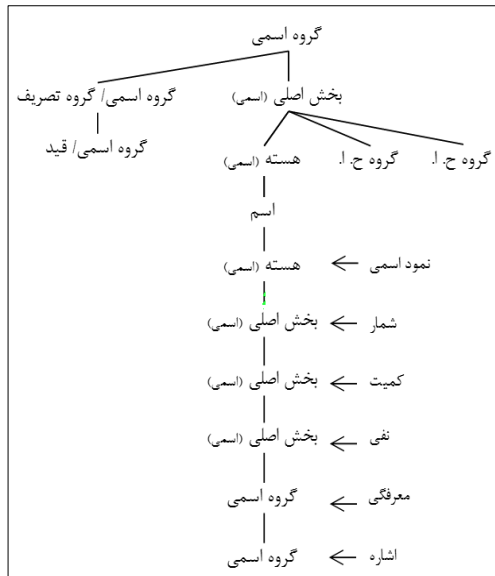 گروه اسمی
بخش اصلی (اسمی) گروه اسمی/ گروه تصریف
گروه ح. ا. گروه ح. ا. هسته (اسمی) گروه اسمی/ قید
اسم
نمود اسمی هسته (اسمی)
شمار بخش اصلی (اسمی)
کمیت بخش اصلی (اسمی)
نفی بخش اصلی (اسمی)
معرفگی گروه اسمی
اشاره گروه اسمی